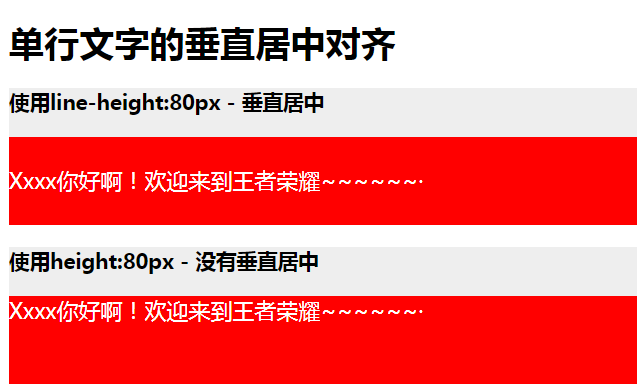 单行文字的垂直居中对齐
使用line-height:80px - 垂直居中
Xxxx你好啊！欢迎来到王者荣耀~~~~~~·
使用height:80px - 没有垂直居中
Xxxx你好啊！欢迎来到王者荣耀~~~~~~·